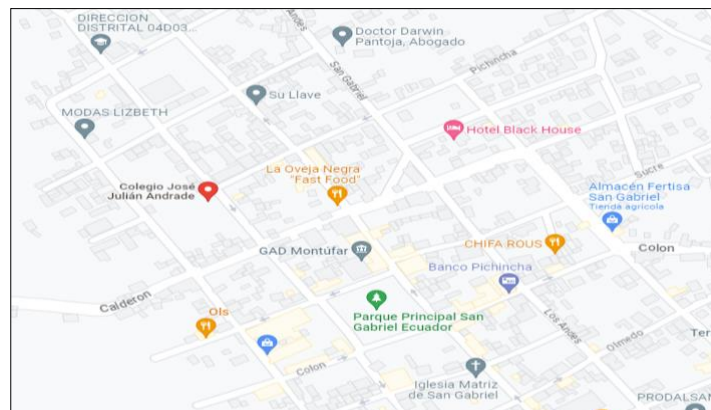 DIRECCION
DISTRITAL 04D03...
Andes
Doctor Darwin
Pantoja, Abogado
San Gabriel
Pichincha
Su Llave
MODAS LIZBETH
Hotel Black House
La Oveja Negra
"Fast Food"
Sucre
Colegio José
Julián Andrade
Almacén Fertisa
San Gabriel
Tienda agrícola
GAD Montúfar
CHIFA ROUS
Colon
Banco Pichincha
Calderon
Ols
Parque Principal San
Gabriel Ecuador
Los Andes
Olmedo
Ter
Colon
Iglesia Matriz
de San Gabriel
PRODALSAN